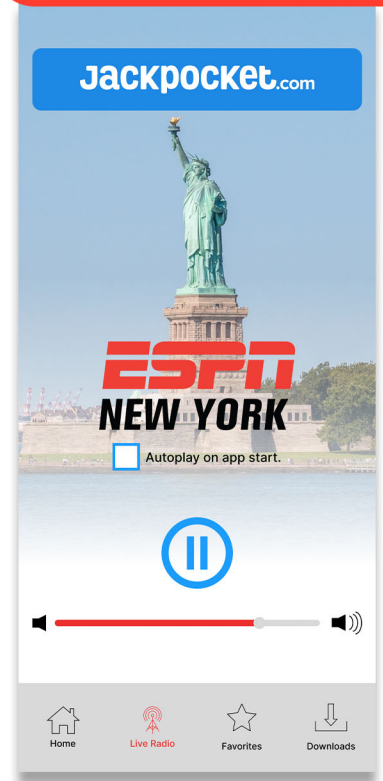 Jackpocket.com
ESPN
NEW YORK
Autoplay on app start.
Home
Live Radio
Favorites
Downloads